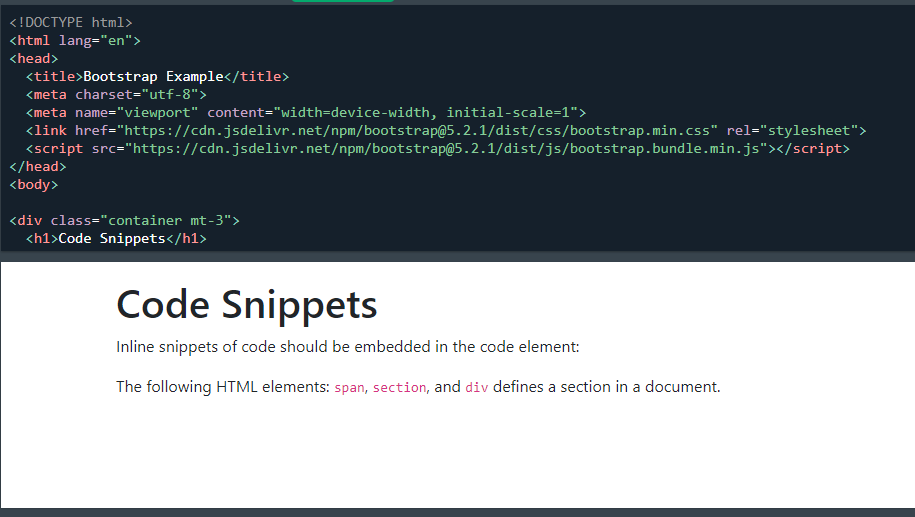 <!DOCTYPE html>
<html lang="en">
<head>
  <title>Bootstrap Example</title>
  <meta charset="utf-8">
  <meta name="viewport" content="width=device-width, initial-scale=1">
  <link href="https://cdn.jsdelivr.net/npm/bootstrap@5.2.1/dist/css/bootstrap.min.css" rel="stylesheet">
  <script src="https://cdn.jsdelivr.net/npm/bootstrap@5.2.1/dist/js/bootstrap.bundle.min.js"></script>
</head>
<body>
<div class="container mt-3">
  <h1>Code Snippets</h1>
Code Snippets
Inline snippets of code should be embedded in the code element:
The following HTML elements: span, section, and div defines a section in a document.